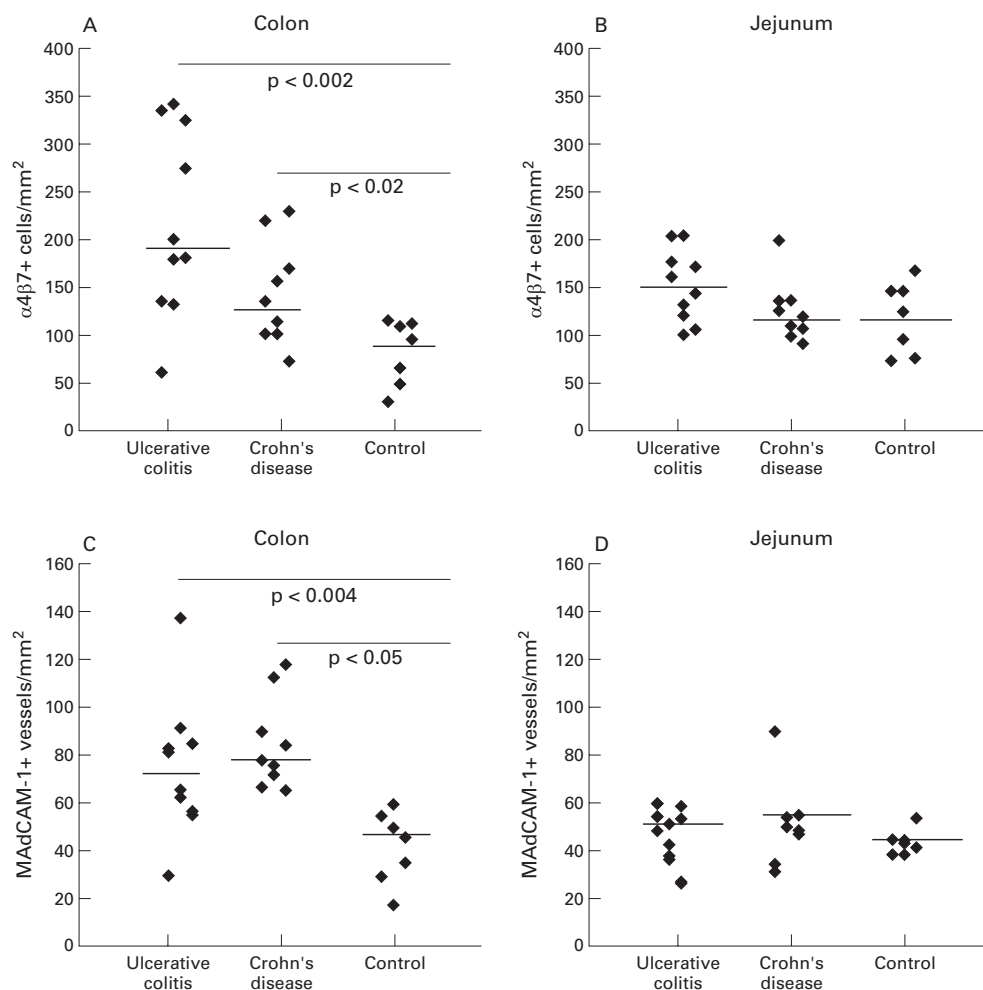 A
Colon
400
350
300
250
200
150
100
50
0
α4β7+ cells/mm²
p < 0.002
p < 0.02
Ulcerative
colitis
Crohn's
disease
Control
B
Jejunum
400
350
300
250
200
150
100
50
0
α4β7+ cells/mm²
Ulcerative
colitis
Crohn's
disease
Control
C
Colon
160
140
120
100
80
60
40
20
0
MAdCAM-1+ vessels/mm²
p < 0.004
p < 0.05
Ulcerative
colitis
Crohn's
disease
Control
D
Jejunum
160
140
120
100
80
60
40
20
0
MAdCAM-1+ vessels/mm²
Ulcerative
colitis
Crohn's
disease
Control